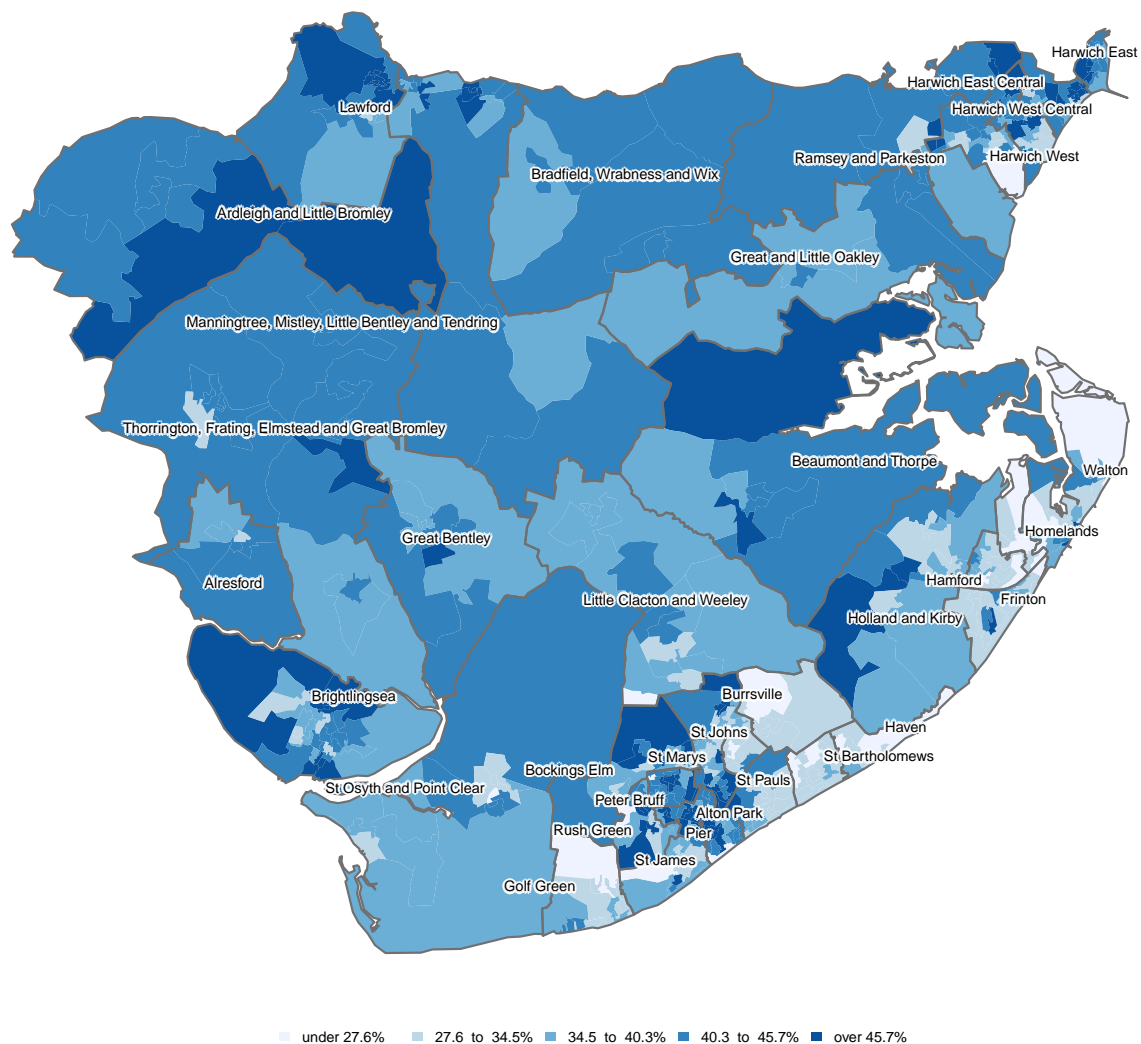 Harwich East
Harwich East Central
Lawford
Harwich West Central
Ramsey and Parkeston
Harwich West
Bradfield, Wrabness and Wix
Ardleigh and Little Bromley
Great and Little Oakley
Manningtree, Mistley, Little Bentley and Tendring
Thorrington, Frating, Elmstead and Great Bromley
Beaumont and Thorpe
Walton
Homelands
Great Bentley
Alresford
Hamford
Little Clacton and Weeley
Frinton
Holland and Kirby
Brightlingsea
Burrsville
Haven
St Johns
St Marys
St Bartholomews
Bockings Elm
St Pauls
St Osyth and Point Clear
Peter Bruff
Alton Park
Rush Green
Pier
St James
Golf Green
under 27.6% 27.6 to 34.5% 34.5 to 40.3% 40.3 to 45.7% over 45.7%